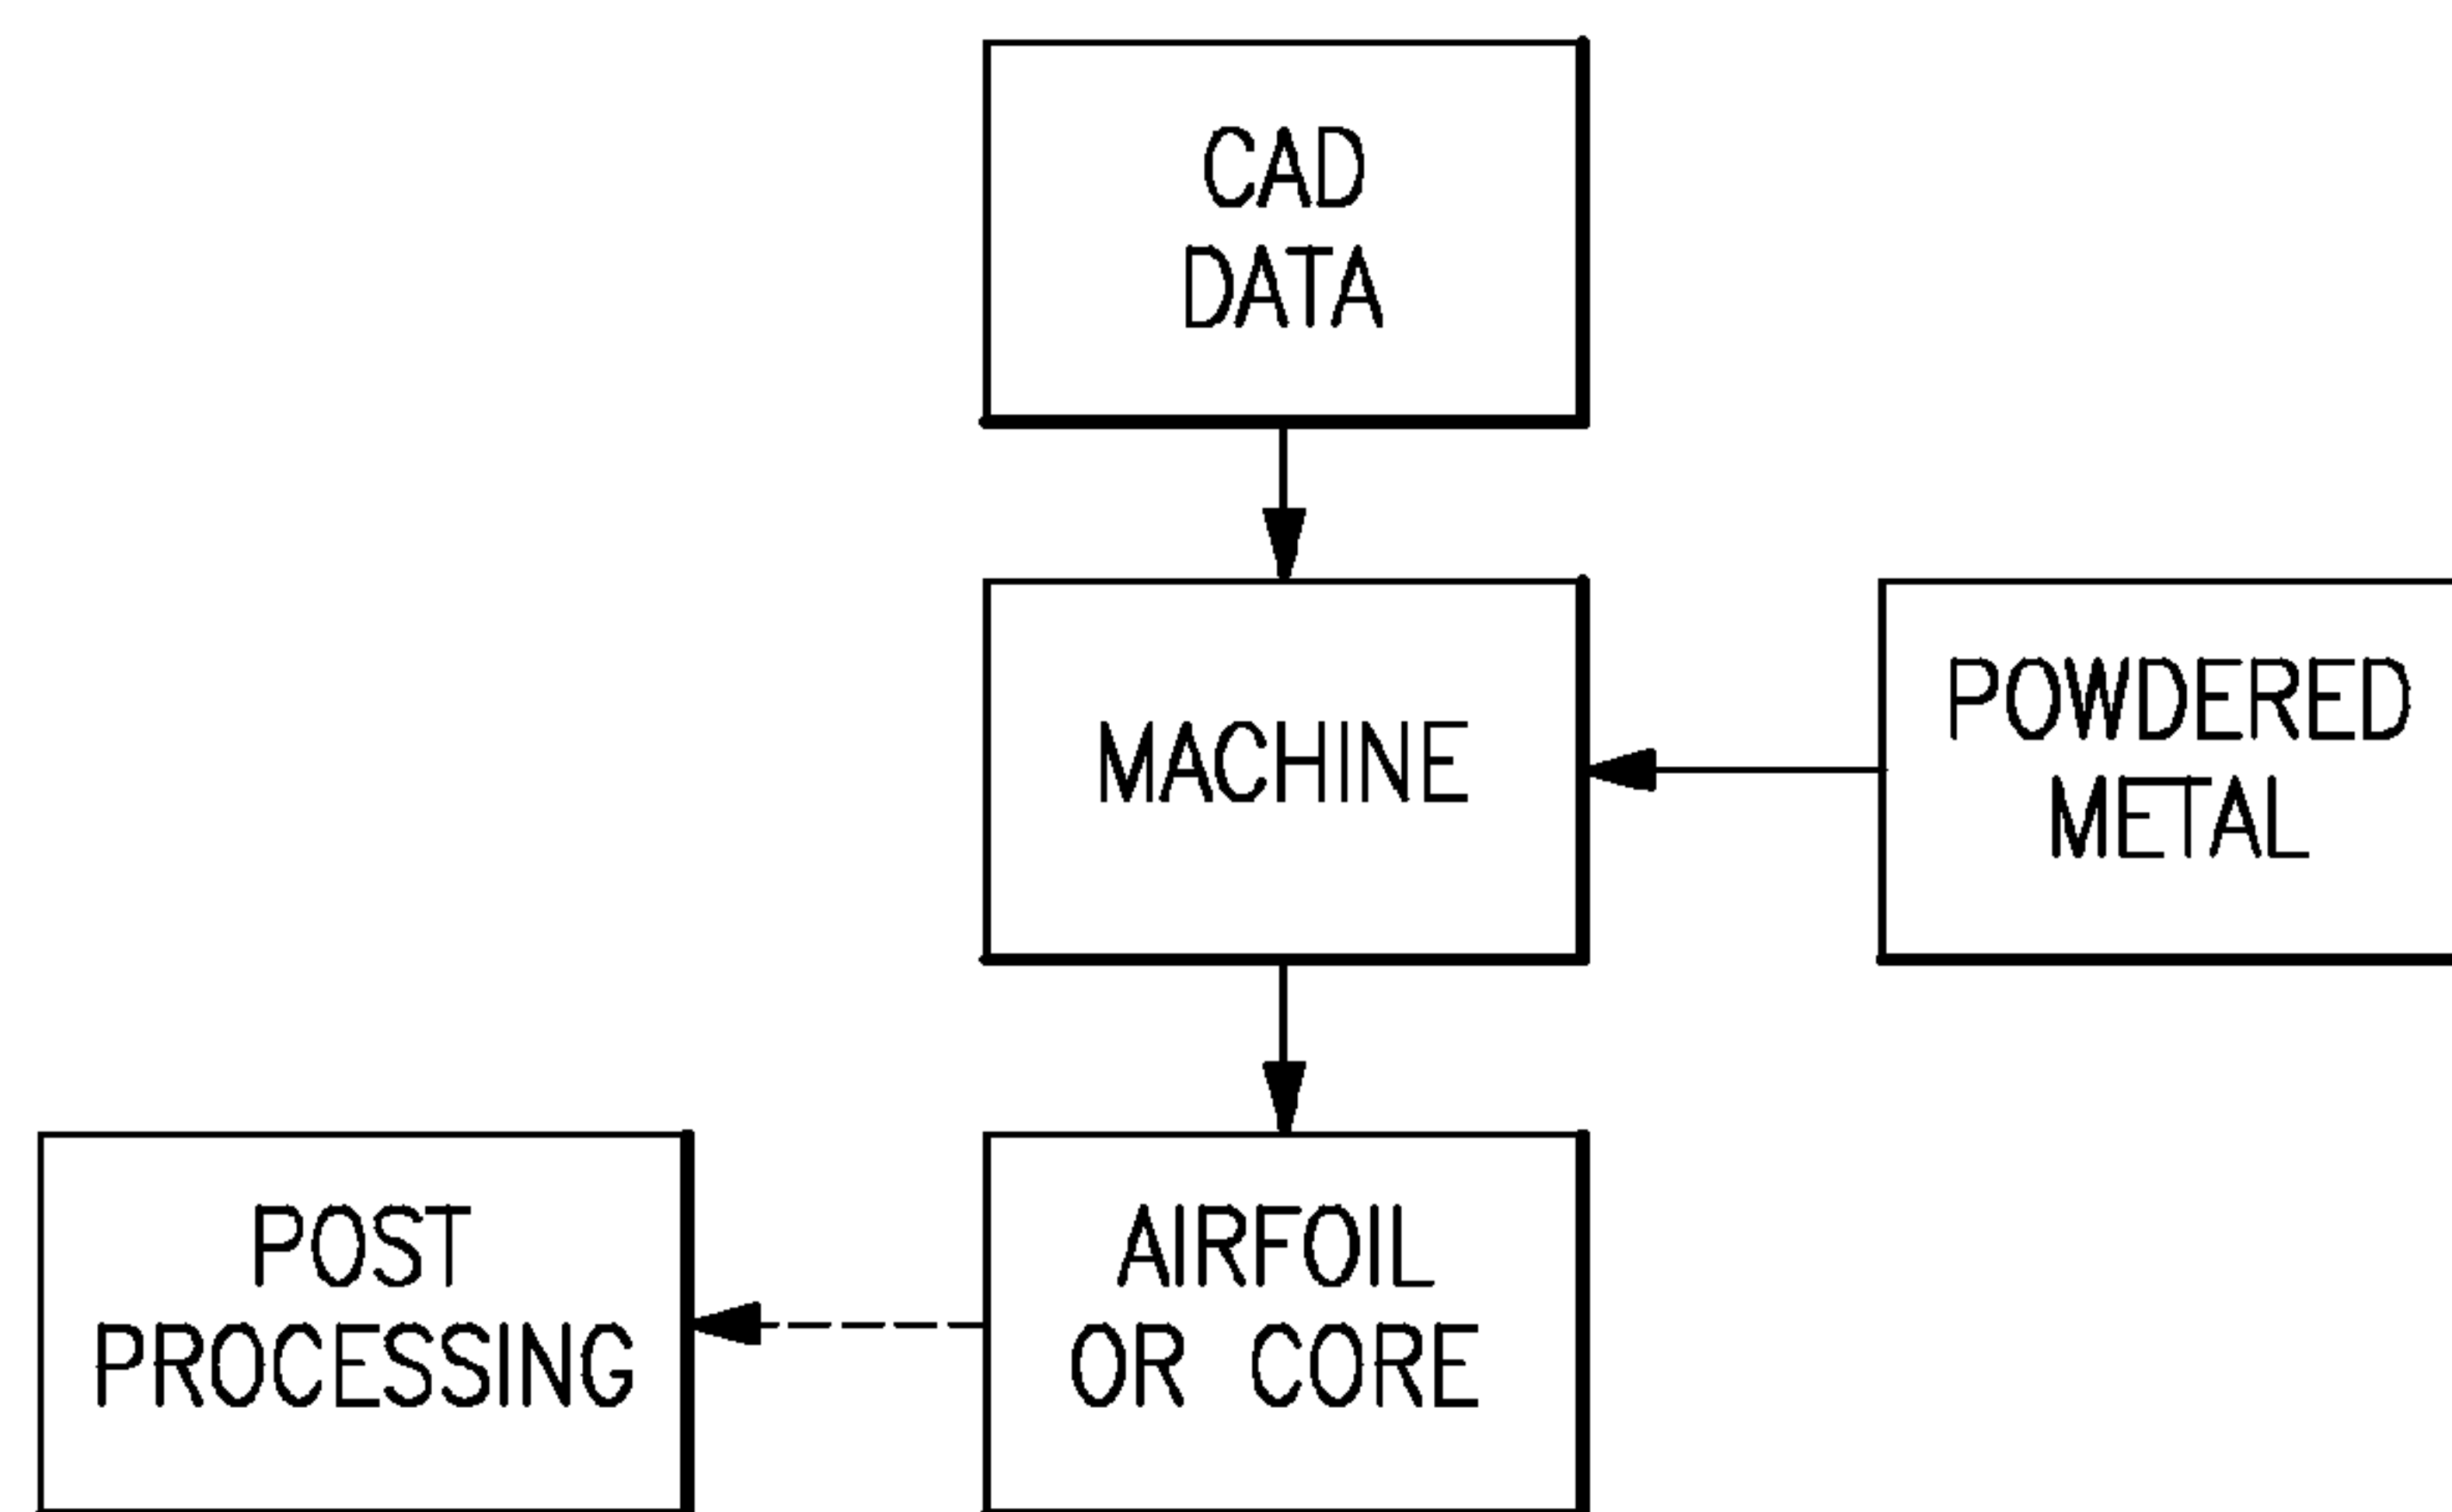 CAD
DATA
MACHINE
POWDERED
METAL
POST
PROCESSING
AIRFOIL
OR CORE